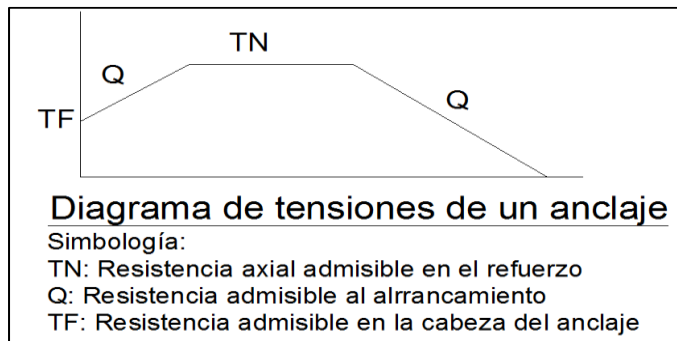 TN
Q
Q
TF
Diagrama de tensiones de un anclaje
Simbología:
TN: Resistencia axial admisible en el refuerzo
Q: Resistencia admisible al alrrancamiento
TF: Resistencia admisible en la cabeza del anclaje